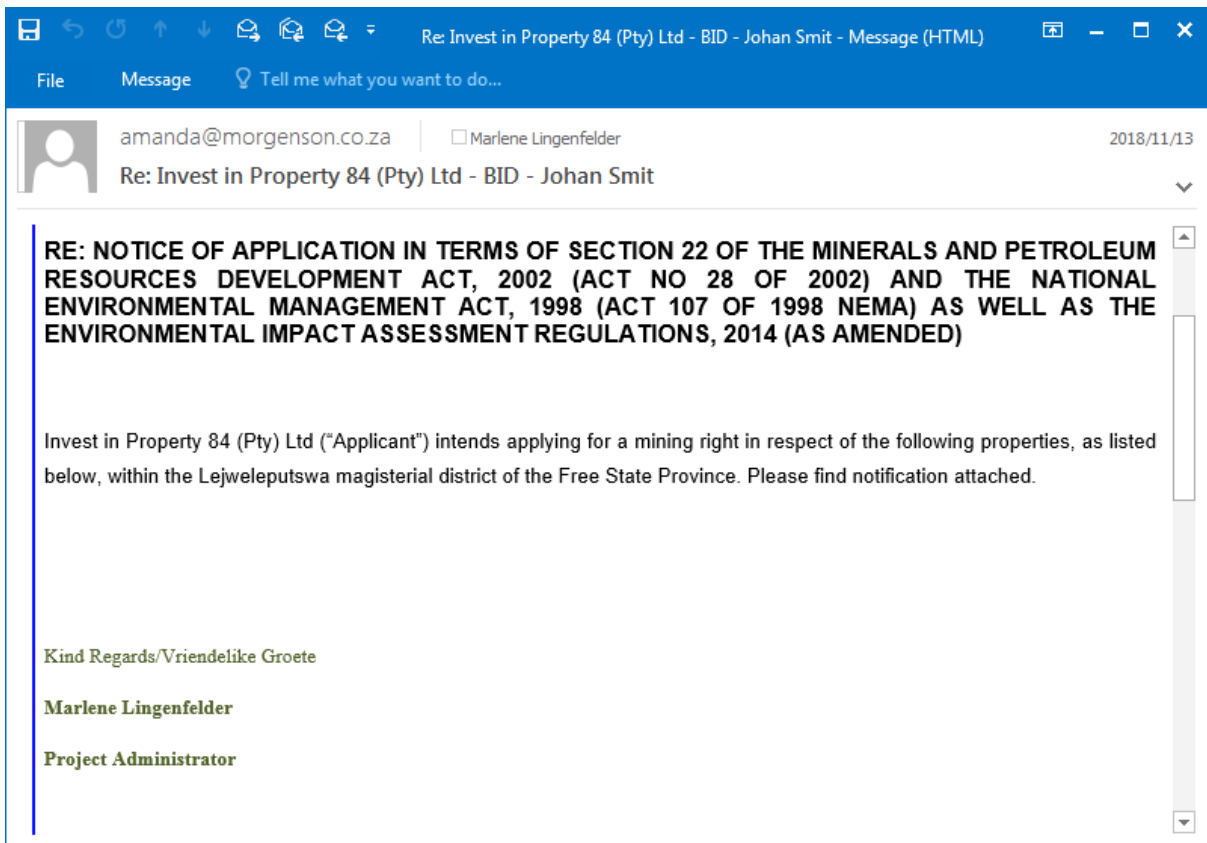 Re: Invest in Property 84 (Pty) Ltd - BID - Johan Smit - Message (HTML)
File Message Tell me what you want to do...
amanda@morgenson.co.za Marlene Lingenfelder 2018/11/13
Re: Invest in Property 84 (Pty) Ltd - BID - Johan Smit
RE: NOTICE OF APPLICATION IN TERMS OF SECTION 22 OF THE MINERALS AND PETROLEUM
RESOURCES DEVELOPMENT ACT, 2002 (ACT NO 28 OF 2002) AND THE NATIONAL
ENVIRONMENTAL MANAGEMENT ACT, 1998 (ACT 107 OF 1998 NEMA) AS WELL AS THE
ENVIRONMENTAL IMPACT ASSESSMENT REGULATIONS, 2014 (AS AMENDED)
Invest in Property 84 (Pty) Ltd (“Applicant”) intends applying for a mining right in respect of the following properties, as listed
below, within the Lejweleputswa magisterial district of the Free State Province. Please find notification attached.
Kind Regards/Vriendelike Groete
Marlene Lingenfelder
Project Administrator